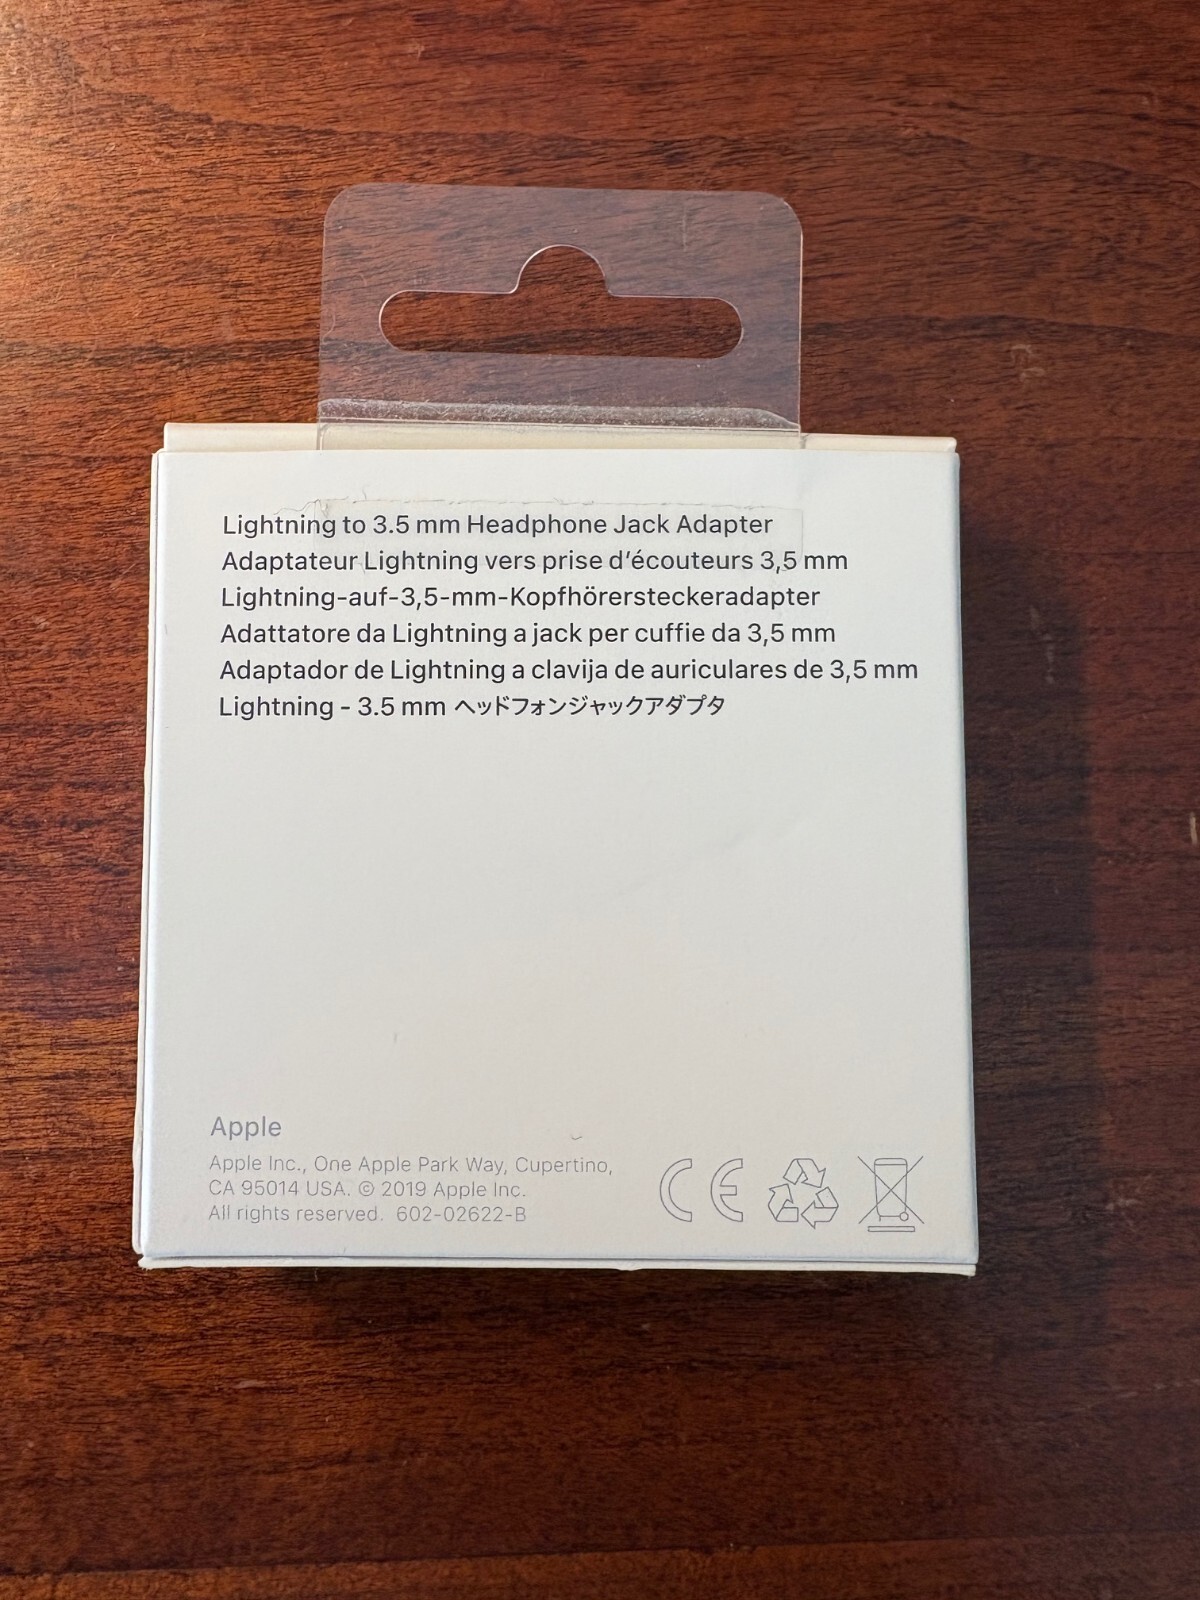 Lightning to 3.5 mm Headphone Jack Adapter
Adaptateur Lightning vers prise d'écouteurs 3,5 mm
Lightning-auf-3,5-mm-Kopfhörersteckeradapter
Adattatore da Lightning a jack per cuffie da 3,5 mm
Adaptador de Lightning a clavija de auriculares de 3,5 mm
Lightning - 3.5 mm ヘッドフォンジャックアダプタ
Apple
Apple Inc., One Apple Park Way, Cupertino,
CA 95014 USA. © 2019 Apple Inc.
All rights reserved. 602-02622-B
CE